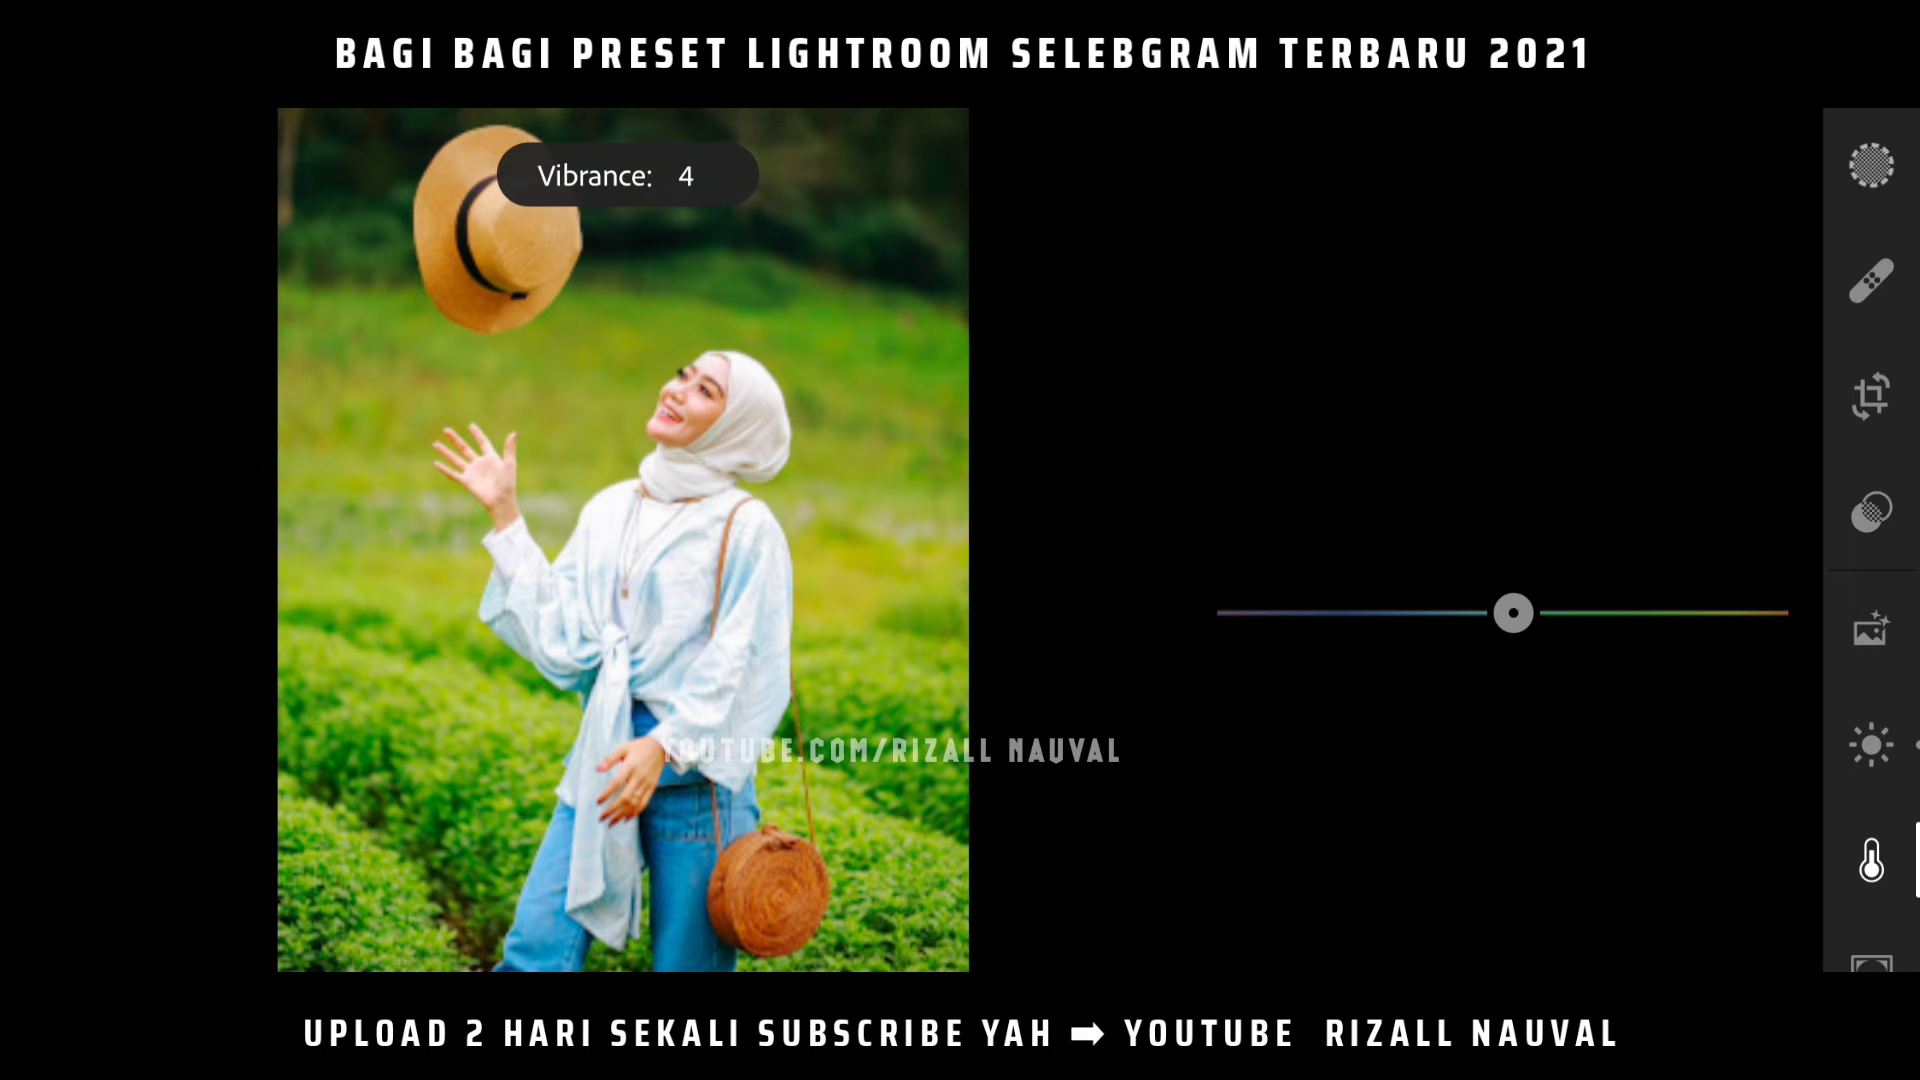 BAGI BAGI PRESET LIGHTROOM SELEBGRAM TERBARU 2021
Vibrance: 4
YOUTUBE.COM/RIZALL NAUVAL
UPLOAD 2 HARI SEKALI SUBSCRIBE YAH ➡ YOUTUBE RIZALL NAUVAL